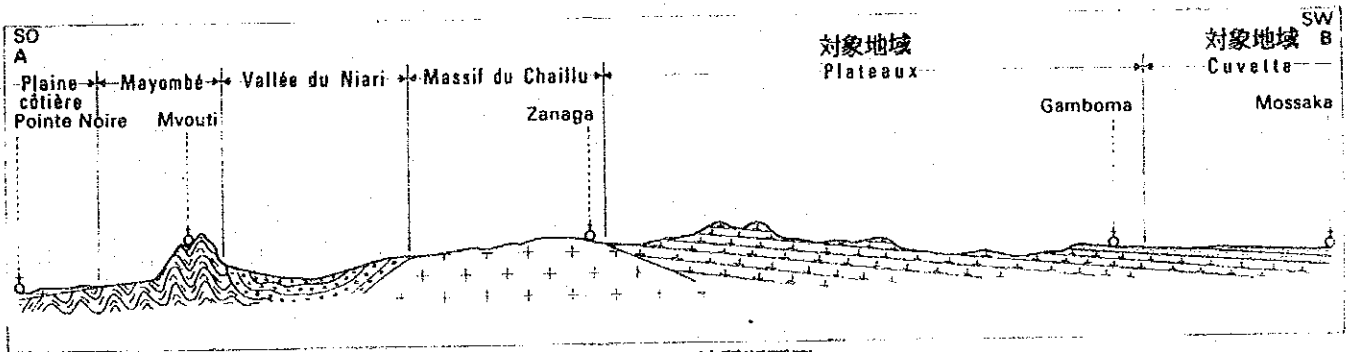 SO
A
SW
B
対象地域
Plateaux
対象地域
Cuvette
Plaine
côtière
Mayombé
Vallée du Niari
Massif du Chaillu
Pointe Noire
Mvouti
Zanaga
Gamboma
Mossaka